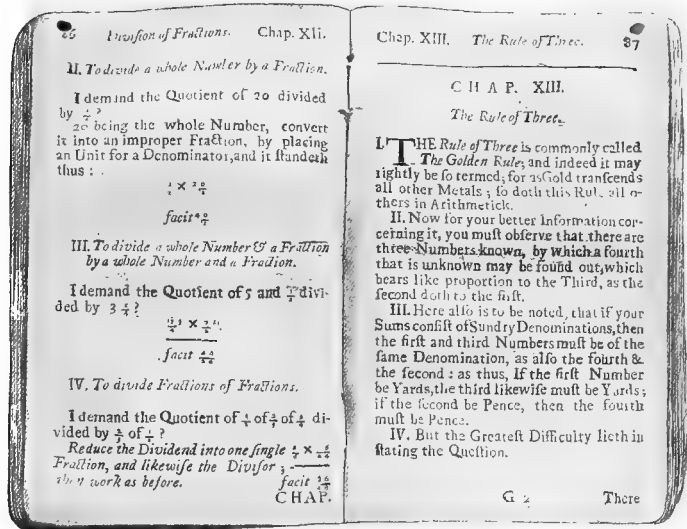 86 Division of Fractions. Chap. XII.
II. To divide a whole Number by a Fraction.
I demand the Quotient of 20 divided
by
20 being the whole Number, convert
it into an improper Fraction, by placing
an Unit for a Denominator, and it ſtandeth
thus :
facit
III. To divide a whole Number & a Fraction
by a whole Number and a Fraction.
I demand the Quotient of 5 and divi-
ded by 3
facit
IV. To divide Fractions of Fractions.
I demand the Quotient of of of di-
vided by of ?
Reduce the Dividend into one ſingle
Fraction, and likewiſe the Diviſor ;
then work as before. facit
CHAP.
Chap. XIII. The Rule of Three. 87
CHAP. XIII.
The Rule of Three.
I. THE Rule of Three is commonly called
The Golden Rule; and indeed it may
rightly be ſo termed; for as Gold tranſcends
all other Metals ; ſo doth this Rule all o-
thers in Arithmetick.
II. Now for your better Information con-
cerning it, you muſt obſerve that there are
three Numbers known, by which a fourth
that is unknown may be found out, which
bears like proportion to the Third, as the
ſecond doth to the firſt.
III. Here alſo is to be noted, that if your
Sums conſiſt of Sundry Denominations, then
the firſt and third Numbers muſt be of the
ſame Denomination, as alſo the fourth &
the ſecond : as thus, If the firſt Number
be Yards, the third likewiſe muſt be Yards ;
if the ſecond be Pence, then the fourth
muſt be Pence.
IV. But the Greateſt Difficulty lieth in
ſtating the Queſtion.
G 2 There